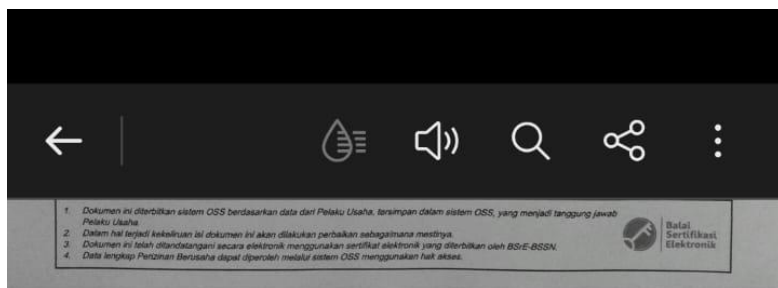 1. Dokumen ini diterbitkan sistem OSS berdasarkan data dari Pelaku Usaha, tersimpan dalam sistem OSS, yang menjadi tanggung jawab
Pelaku Usaha.
2. Dalam hal terjadi kekeliruan isi dokumen ini akan dilakukan perbaikan sebagaimana mestinya.
3. Dokumen ini telah ditandatangani secara elektronik menggunakan sertifikat elektronik yang diterbitkan oleh BSrE-BSSN.
4. Data lengkap Perizinan Berusaha dapat diperoleh melalui sistem OSS menggunakan hak akses.
Balai
Sertifikasi
Elektronik